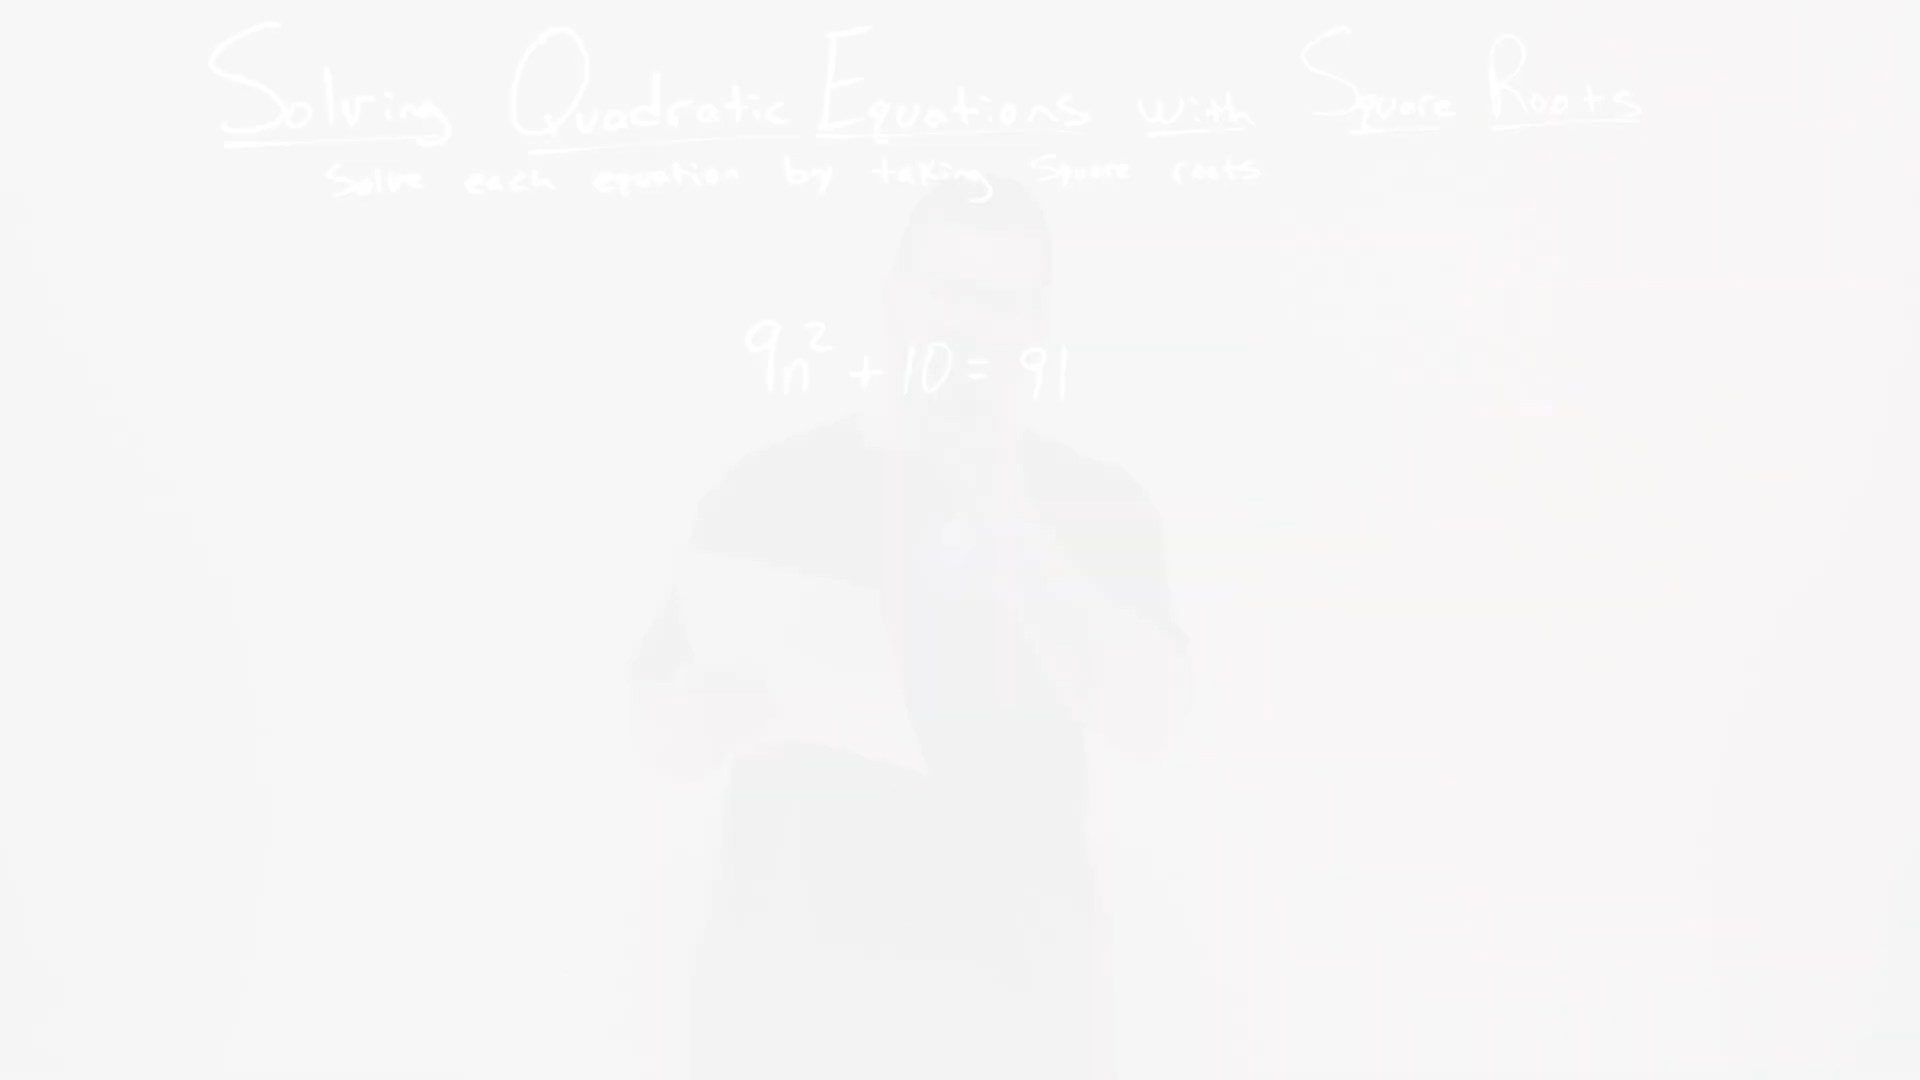 Solving Quadratic Equations with Square Roots
Solve each equation by taking square roots.
9n² + 10 = 91